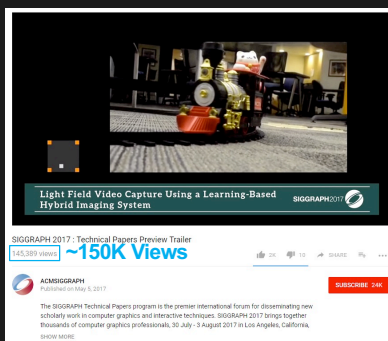 Light Field Video Capture Using a Learning-Based
Hybrid Imaging System
SIGGRAPH2017
SIGGRAPH 2017 : Technical Papers Preview Trailer
145,389 views
~150K Views
2K
10
SHARE
ACMSIGGRAPH
Published on May 5, 2017
SUBSCRIBE 24K
The SIGGRAPH Technical Papers program is the premier international forum for disseminating new
scholarly work in computer graphics and interactive techniques. SIGGRAPH 2017 brings together
thousands of computer graphics professionals, 30 July - 3 August 2017 in Los Angeles, California,
SHOW MORE